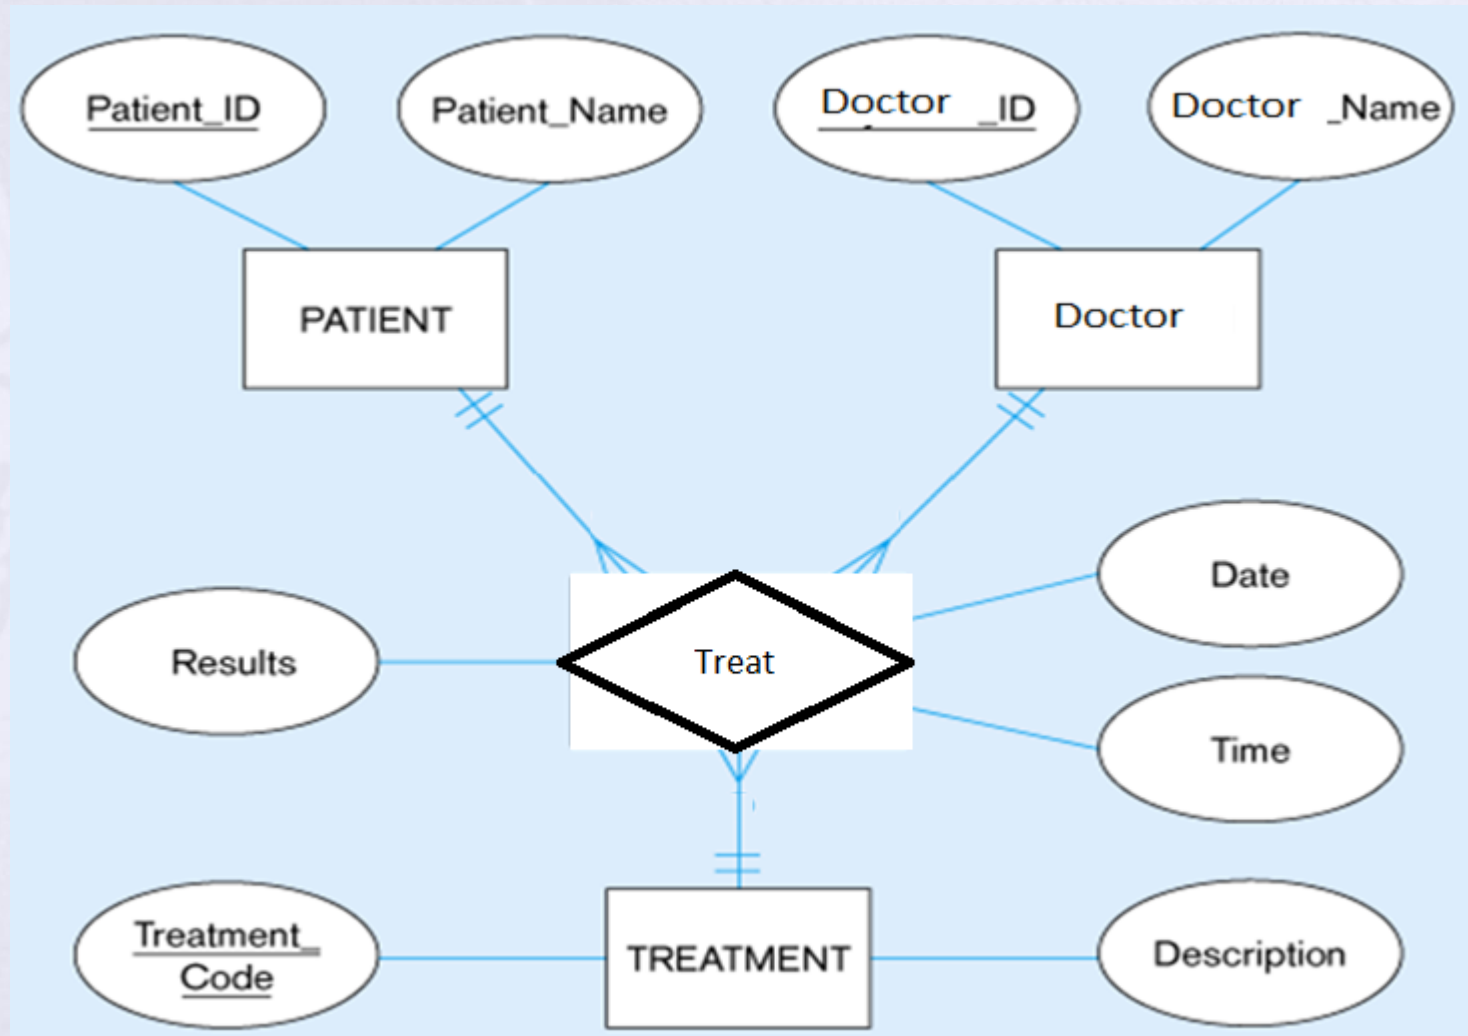 Patient_ID
Patient_Name
Doctor _ID
Doctor _Name
PATIENT
Doctor
Date
Results
Treat
Time
Treatment_
Code
TREATMENT
Description